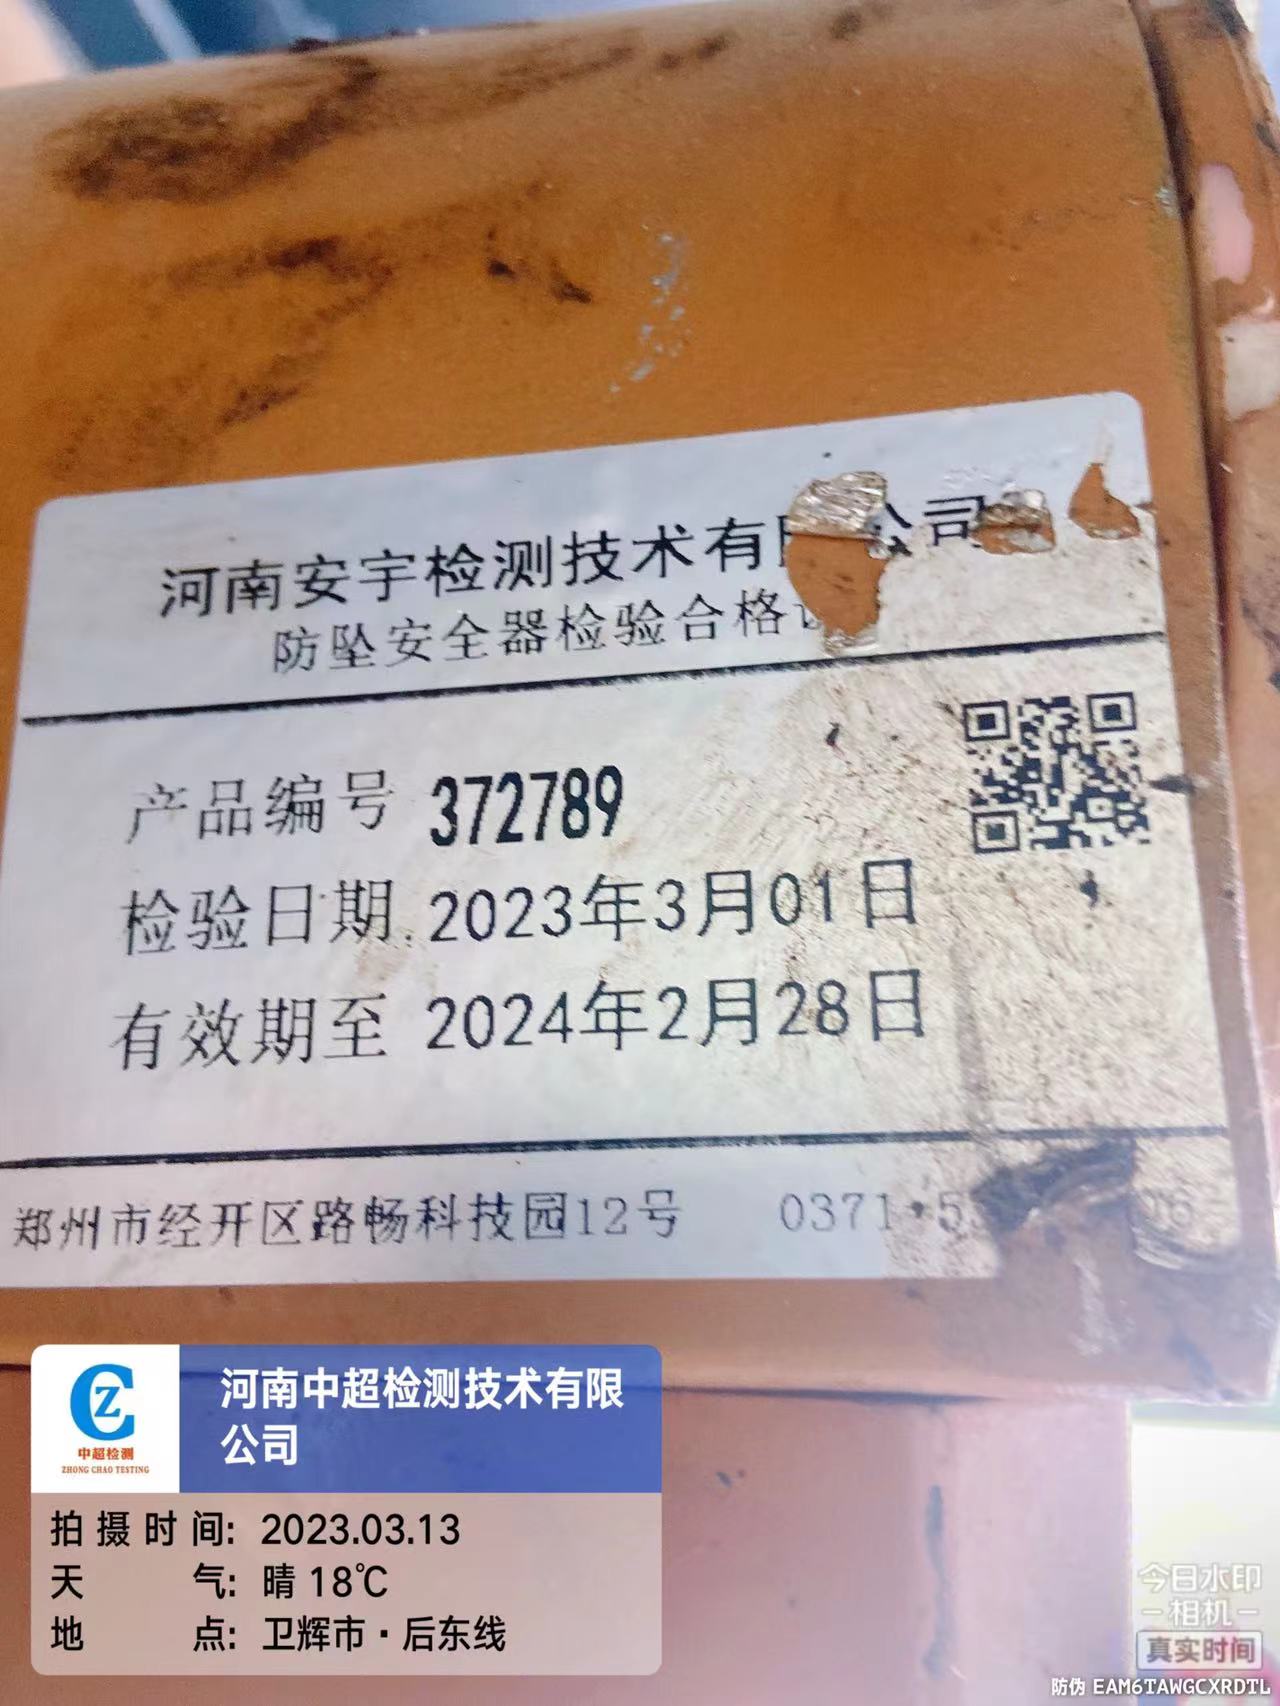 河南安宇检测技术有 公司
防坠安全器检验合格
产品编号 372789
检验日期 2023年3月01日
有效期至 2024年2月28日
郑州市经开区路畅科技园12号 0371-5
河南中超检测技术有限
公司
中超检测
ZHONG CHAO TESTING
拍摄时间: 2023.03.13
天 气: 晴 18℃
地 点: 卫辉市·后东线
今日水印
相机
真实时间
防伪 EAM6TAWGCXRDTL